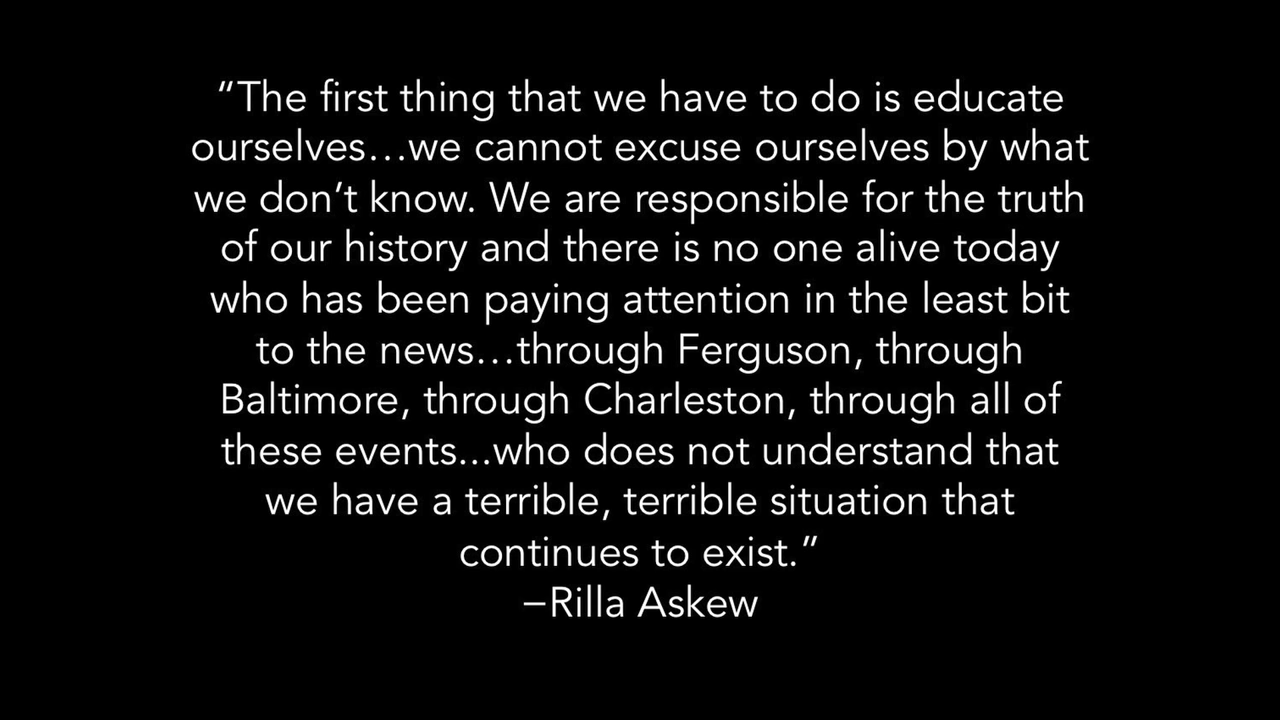 “The first thing that we have to do is educate
ourselves…we cannot excuse ourselves by what
we don’t know. We are responsible for the truth
of our history and there is no one alive today
who has been paying attention in the least bit
to the news…through Ferguson, through
Baltimore, through Charleston, through all of
these events...who does not understand that
we have a terrible, terrible situation that
continues to exist.”
–Rilla Askew